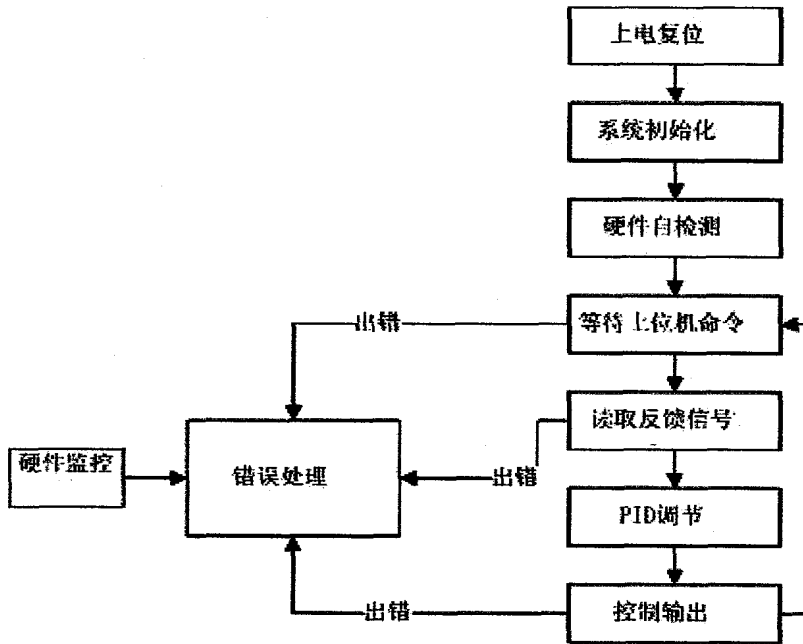 上电复位
系统初始化
硬件自检测
出错
等待上位机命令
读取反馈信号
硬件监控
错误处理
出错
PID调节
出错
控制输出